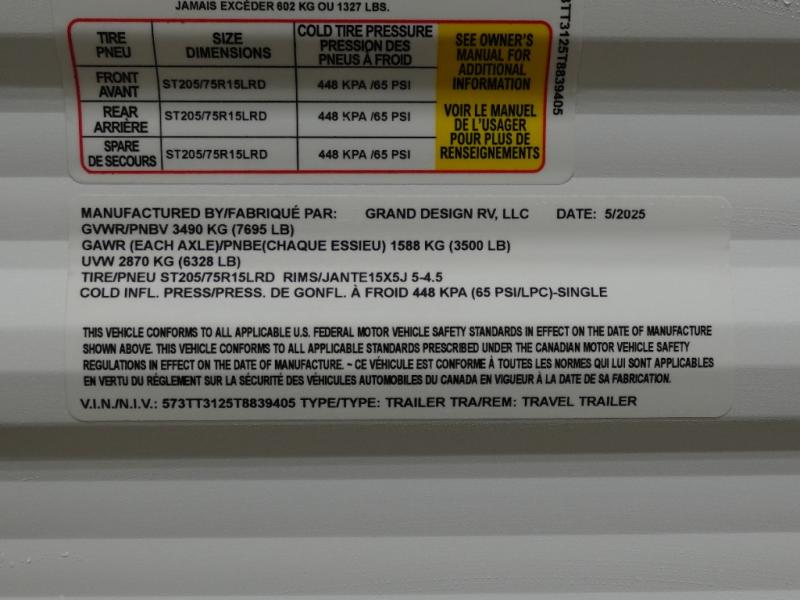 JAMAIS EXCÉDER 602 KG OU 1327 LBS.
TIRE PNEU
SIZE DIMENSIONS
COLD TIRE PRESSURE PRESSION DES PNEUS À FROID
SEE OWNER'S
MANUAL FOR
ADDITIONAL
INFORMATION
VOIR LE MANUEL
DE L'USAGER
POUR PLUS DE
RENSEIGNEMENTS
FRONT AVANT ST205/75R15LRD 448 KPA /65 PSI
REAR ARRIÈRE ST205/75R15LRD 448 KPA /65 PSI
SPARE DE SECOURS ST205/75R15LRD 448 KPA /65 PSI
3TT3125T8839405
MANUFACTURED BY/FABRIQUÉ PAR: GRAND DESIGN RV, LLC DATE: 5/2025
GVWR/PNBV 3490 KG (7695 LB)
GAWR (EACH AXLE)/PNBE(CHAQUE ESSIEU) 1588 KG (3500 LB)
UVW 2870 KG (6328 LB)
TIRE/PNEU ST205/75R15LRD RIMS/JANTE15X5J 5-4.5
COLD INFL. PRESS/PRESS. DE GONFL. À FROID 448 KPA (65 PSI/LPC)-SINGLE
THIS VEHICLE CONFORMS TO ALL APPLICABLE U.S. FEDERAL MOTOR VEHICLE SAFETY STANDARDS IN EFFECT ON THE DATE OF MANUFACTURE
SHOWN ABOVE. THIS VEHICLE CONFORMS TO ALL APPLICABLE STANDARDS PRESCRIBED UNDER THE CANADIAN MOTOR VEHICLE SAFETY
REGULATIONS IN EFFECT ON THE DATE OF MANUFACTURE. ~ CE VÉHICULE EST CONFORME À TOUTES LES NORMES QUI LUI SONT APPLICABLES
EN VERTU DU RÉGLEMENT SUR LA SÉCURITÉ DES VÉHICULES AUTOMOBILES DU CANADA EN VIGUEUR À LA DATE DE SA FABRICATION.
V.I.N./N.I.V.: 573TT3125T8839405 TYPE/TYPE: TRAILER TRA/REM: TRAVEL TRAILER